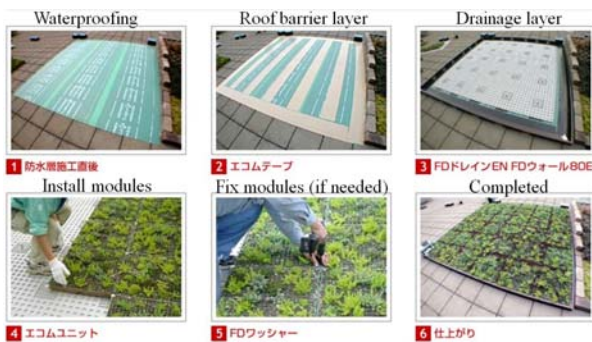 Waterproofing
Roof barrier layer
Drainage layer
1 防水層施工直後
2 エコムテープ
3 FDドレインEN FDウォール80E
Install modules
Fix modules (if needed)
Completed
4 エコムユニット
5 FDワッシャー
6 仕上がり